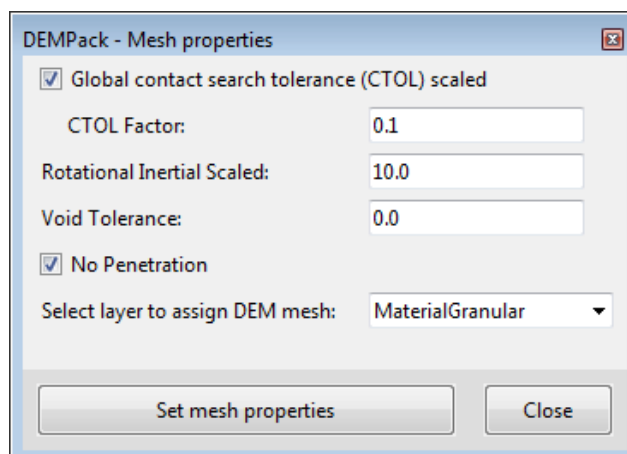 DEMPack - Mesh properties
Global contact search tolerance (CTOL) scaled
CTOL Factor: 0.1
Rotational Inertial Scaled: 10.0
Void Tolerance: 0.0
No Penetration
Select layer to assign DEM mesh: MaterialGranular
Set mesh properties Close